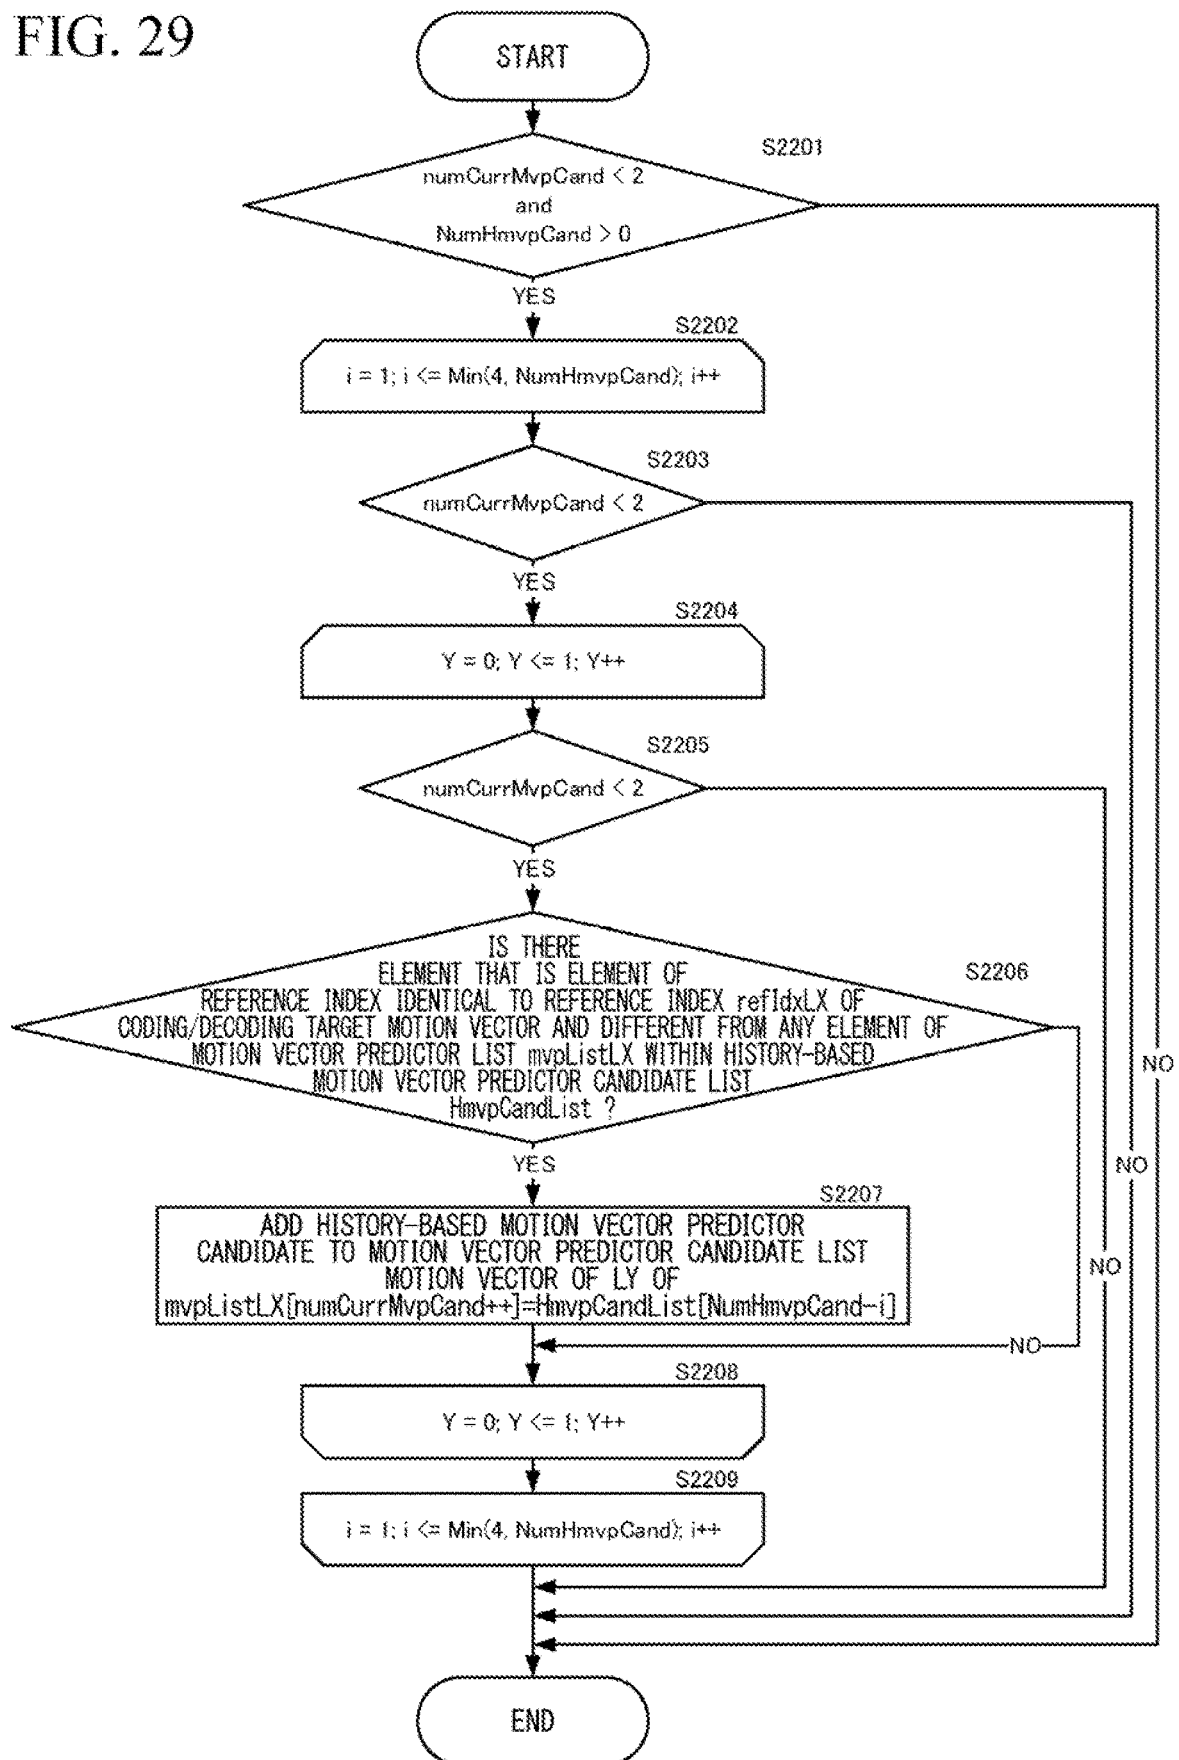 FIG. 29
START
S2201
numCurrMvpCand < 2
and
NumHmvpCand > 0
YES
S2202
i = 1; i <= Min(4, NumHmvpCand); i++
S2203
numCurrMvpCand < 2
YES
S2204
Y = 0; Y <= 1; Y++
S2205
numCurrMvpCand < 2
YES
S2206
IS THERE
ELEMENT THAT IS ELEMENT OF
REFERENCE INDEX IDENTICAL TO REFERENCE INDEX refIdxLX OF
CODING/DECODING TARGET MOTION VECTOR AND DIFFERENT FROM ANY ELEMENT OF
MOTION VECTOR PREDICTOR LIST mvpListLX WITHIN HISTORY-BASED
MOTION VECTOR PREDICTOR CANDIDATE LIST
HmvpCandList ?
NO
NO
YES
S2207
ADD HISTORY-BASED MOTION VECTOR PREDICTOR
CANDIDATE TO MOTION VECTOR PREDICTOR CANDIDATE LIST
MOTION VECTOR OF LY OF
mvpListLX[numCurrMvpCand++]=HmvpCandList[NumHmvpCand-i]
NO
NO
S2208
Y = 0; Y <= 1; Y++
S2209
i = 1; i <= Min(4, NumHmvpCand); i++
END